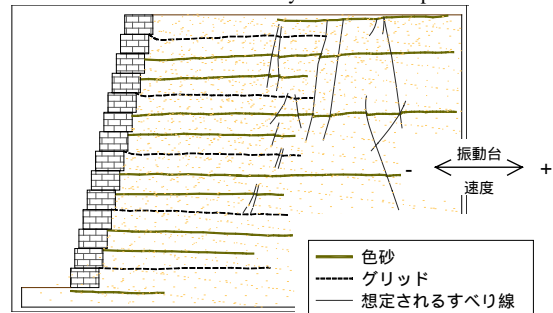 - 振動台 +
速度
色砂
グリッド
想定されるすべり線